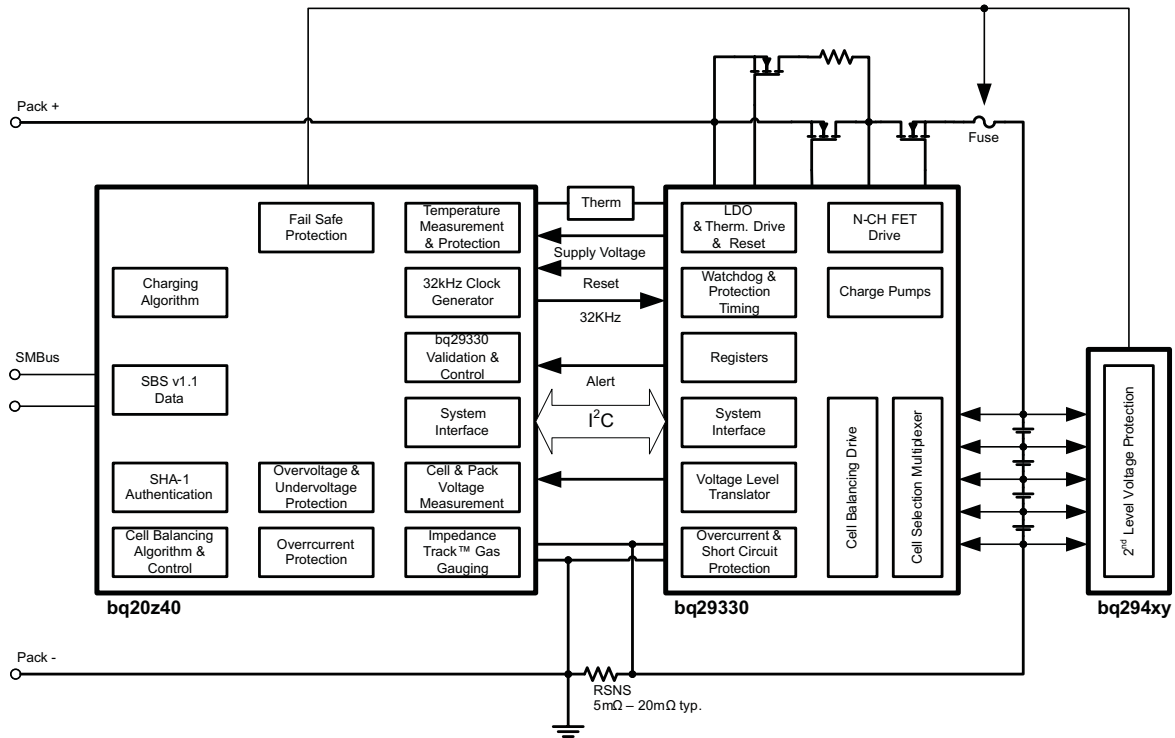 Pack +
Fuse
Therm
Fail Safe
Protection
Temperature
Measurement
& Protection
LDO
& Therm. Drive
& Reset
N-CH FET
Drive
Supply Voltage
Charging
Algorithm
32kHz Clock
Generator
Reset
32KHz
Watchdog &
Protection
Timing
Charge Pumps
SMBus
SBS v1.1
Data
bq29330
Validation &
Control
Alert
Registers
System
Interface
I²C
System
Interface
Cell Balancing Drive
Cell Selection Multiplexer
2nd Level Voltage Protection
SHA-1
Authentication
Overvoltage &
Undervoltage
Protection
Cell & Pack
Voltage
Measurement
Voltage Level
Translator
Cell Balancing
Algorithm &
Control
Overrcurrent
Protection
Impedance
Track™ Gas
Gauging
Overcurrent &
Short Circuit
Protection
bq20z40
bq29330
bq294xy
Pack -
RSNS
5mΩ – 20mΩ typ.